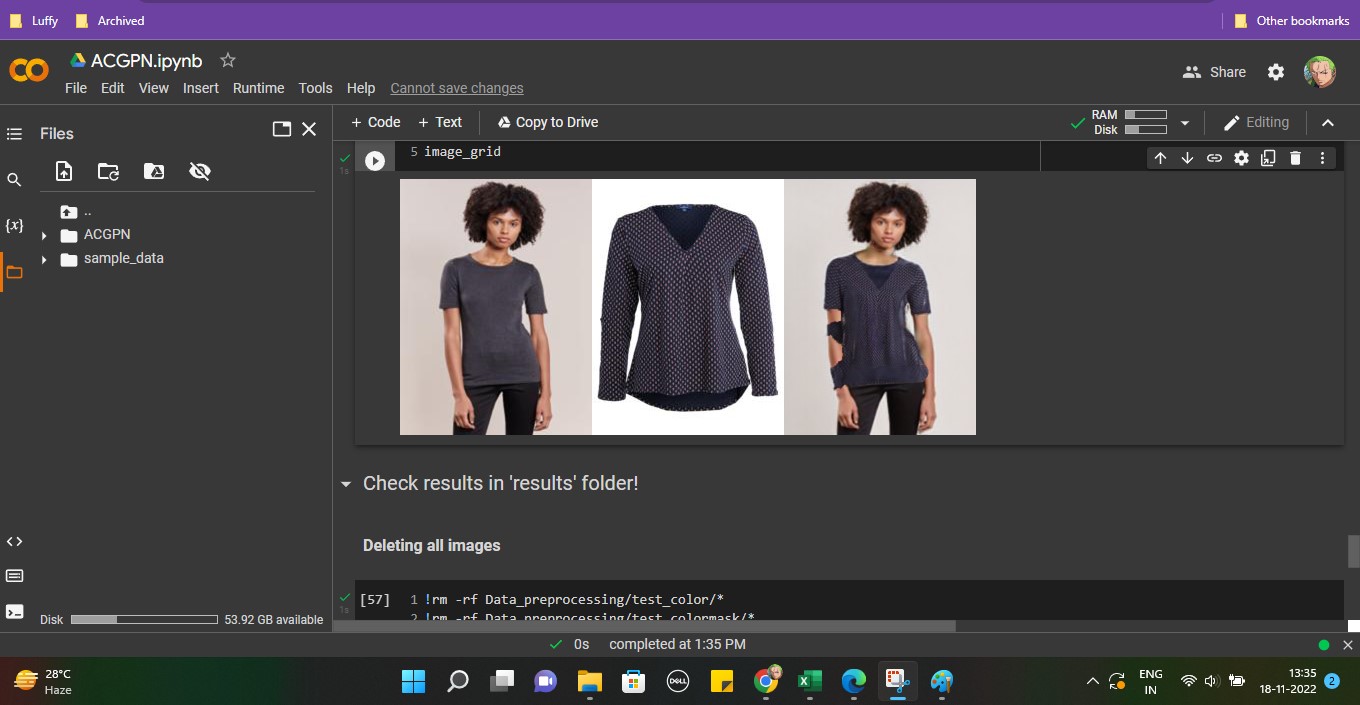 Luffy
Archived
Other bookmarks
ACGPN.ipynb
File Edit View Insert Runtime Tools Help Cannot save changes
Share
Files
+ Code + Text Copy to Drive
RAM
Disk
Editing
1s
5 image_grid
{x}
..
ACGPN
sample_data
Check results in 'results' folder!
Deleting all images
[57]
1s
1 !rm -rf Data_preprocessing/test_color/*
2 !rm -rf Data_preprocessing/test_colormask/*
Disk 53.92 GB available
0s completed at 1:35 PM
28°C
Haze
DELL
ENG
IN
13:35
18-11-2022
2